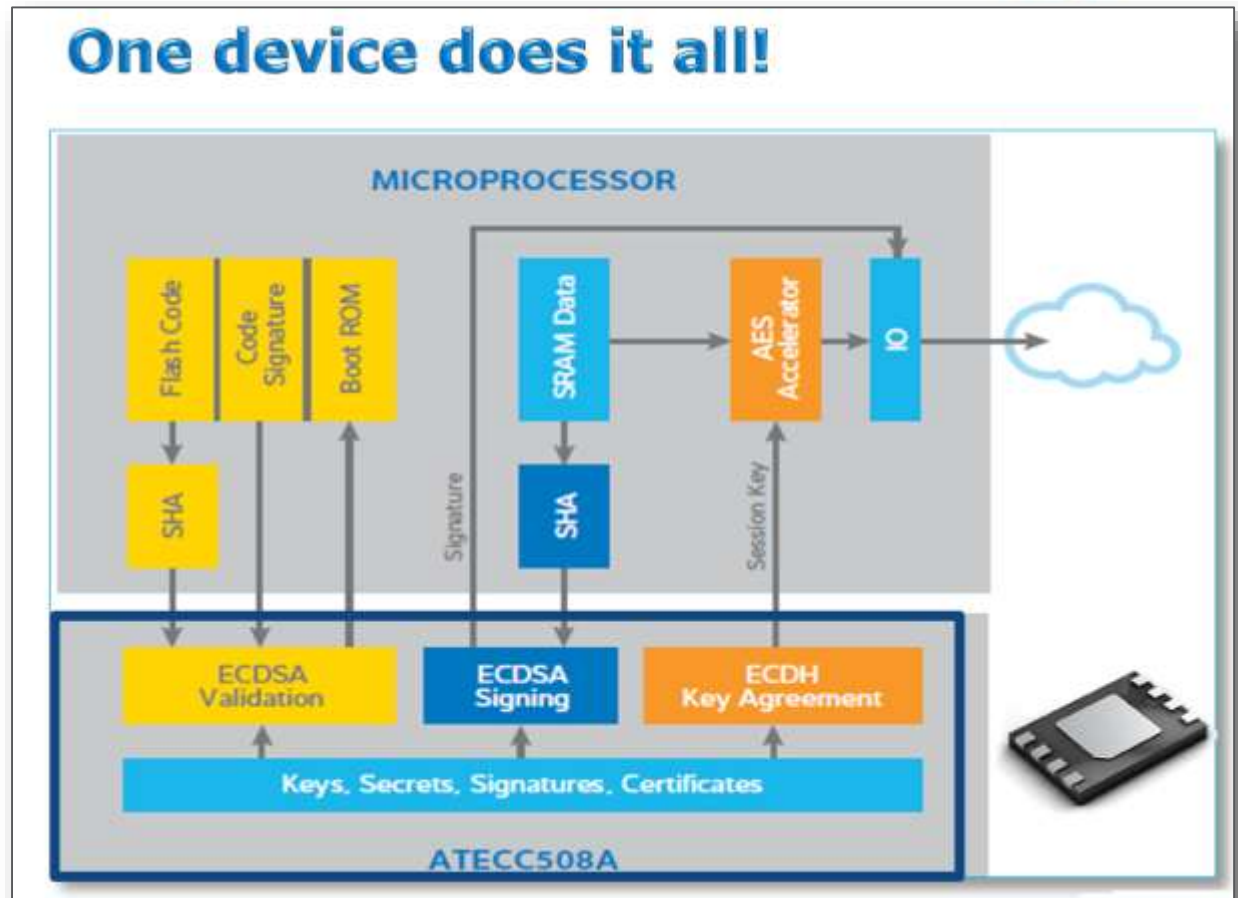 One device does it all!
MICROPROCESSOR
Flash Code
Code
Signature
Boot ROM
SRAM Data
AES
Accelerator
IO
SHA
Signature
SHA
Session Key
ECDSA
Validation
ECDSA
Signing
ECDH
Key Agreement
Keys, Secrets, Signatures, Certificates
ATECC508A